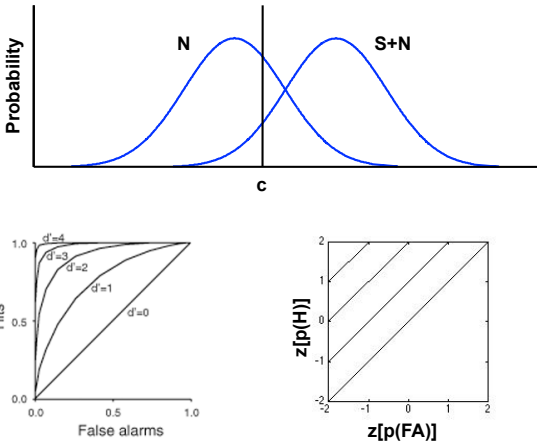 Probability
N
S+N
c
1.0
0.5
0.0
d'=4
d'=3
d'=2
d'=1
d'=0
0.0
0.5
1.0
False alarms
z[p(H)]
2
1
0
-1
-2
-2
-1
0
1
2
z[p(FA)]